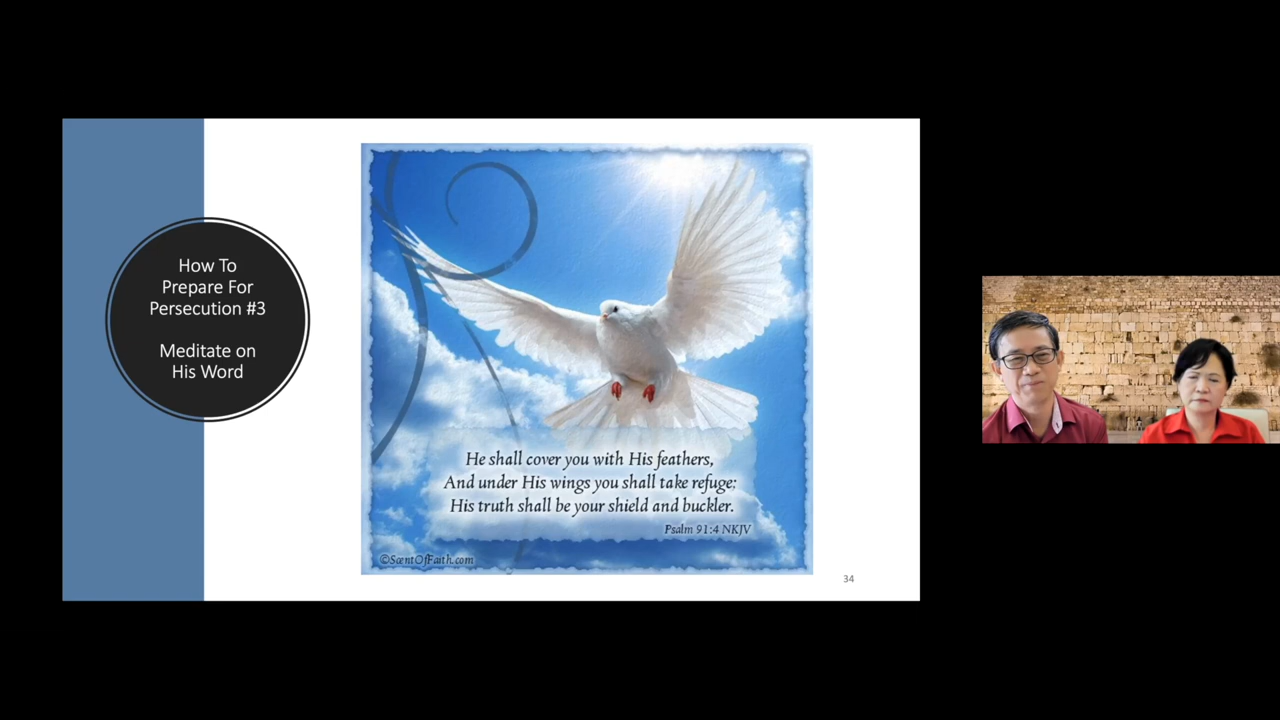 How To
Prepare For
Persecution #3
Meditate on
His Word
He shall cover you with His feathers,
And under His wings you shall take refuge;
His truth shall be your shield and buckler.
Psalm 91:4 NKJV
©ScentOfFaith.com
34